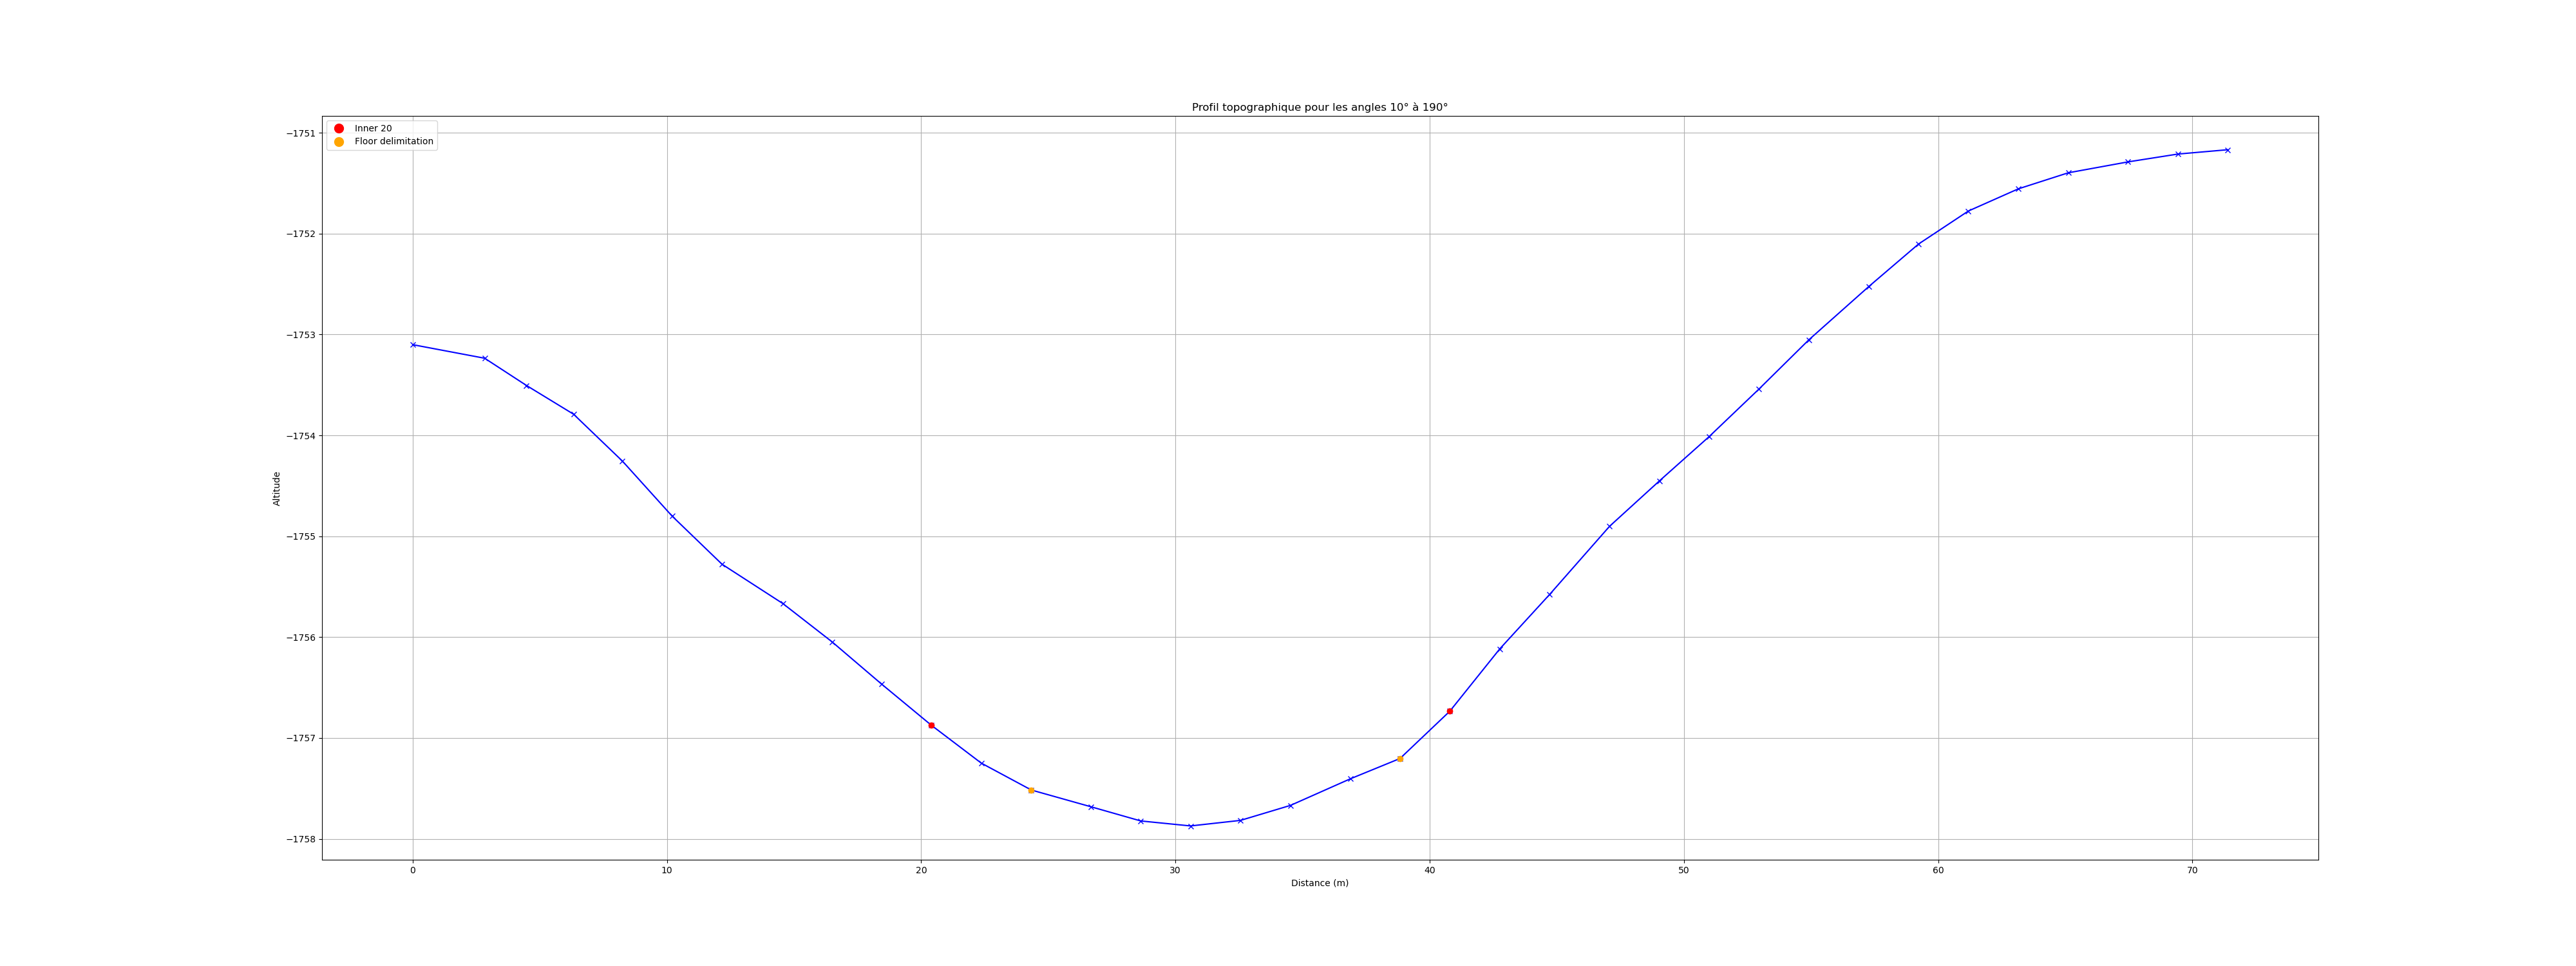 Profil topographique pour les angles 10° à 190°
Inner 20
Floor delimitation
−1751
−1752
−1753
−1754
−1755
−1756
−1757
−1758
Altitude
0 10 20 30 40 50 60 70
Distance (m)